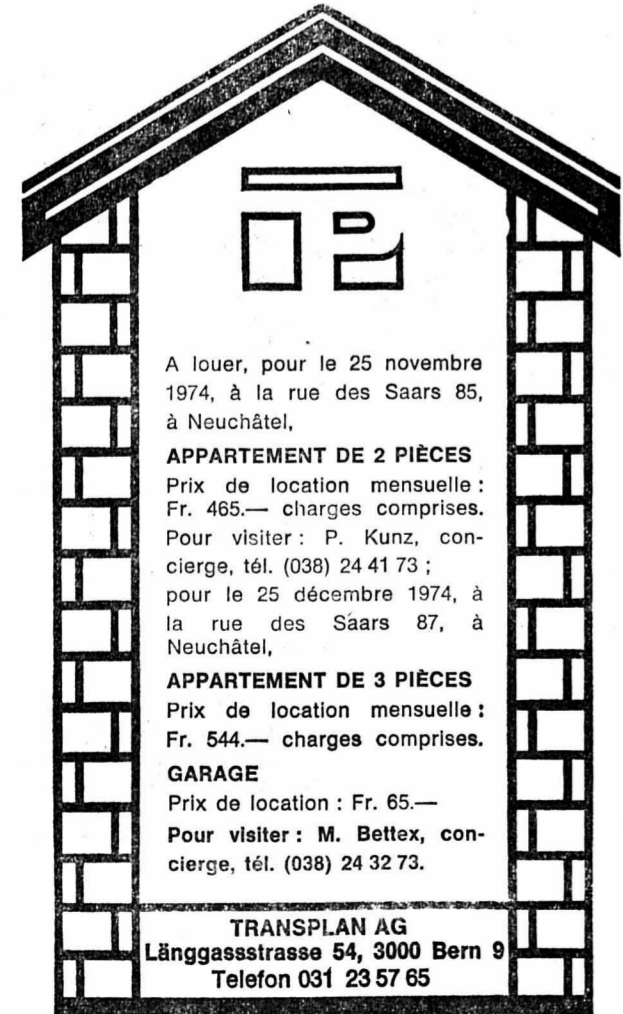 A louer, pour le 25 novembre
1974, à la rue des Saars 85,
à Neuchâtel,
APPARTEMENT DE 2 PIÈCES
Prix de location mensuelle :
Fr. 465.— charges comprises.
Pour visiter : P. Kunz, con-
cierge, tél. (038) 24 41 73 ;
pour le 25 décembre 1974, à
la rue des Saars 87, à
Neuchâtel,
APPARTEMENT DE 3 PIÈCES
Prix de location mensuelle :
Fr. 544.— charges comprises.
GARAGE
Prix de location : Fr. 65.—
Pour visiter : M. Bettex, con-
cierge, tél. (038) 24 32 73.
TRANSPLAN AG
Länggassstrasse 54, 3000 Bern 9
Telefon 031 23 57 65